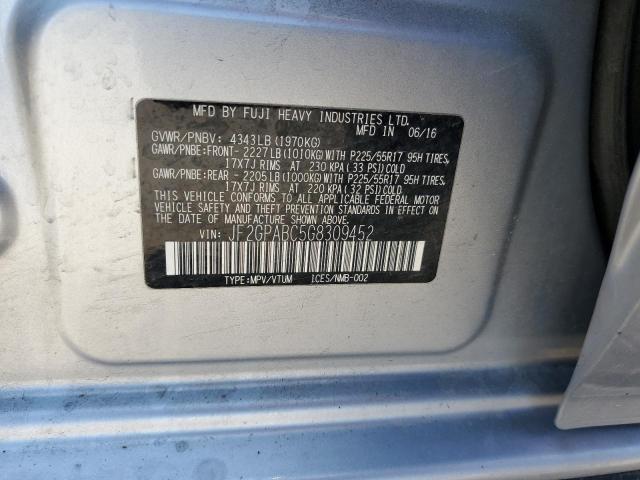 MFD BY FUJI HEAVY INDUSTRIES LTD.
MFD IN 06/16
GVWR/PNBV: 4343LB (1970KG)
GAWR/PNBE:FRONT- 2227LB(1010KG)WITH P225/55R17 95H TIRES,
17X7J RIMS AT 230 KPA (33 PSI) COLD
GAWR/PNBE:REAR - 2205LB(1000KG)WITH P225/55R17 95H TIRES,
17X7J RIMS AT 220 KPA (32 PSI) COLD
THIS VEHICLE CONFORMS TO ALL APPLICABLE FEDERAL MOTOR
VEHICLE SAFETY AND THEFT PREVENTION STANDARDS IN
EFFECT ON THE DATE OF MANUFACTURE SHOWN ABOVE.
VIN: JF2GPABC5G8309452
TYPE:MPV/VTUM ICES/NMB-002